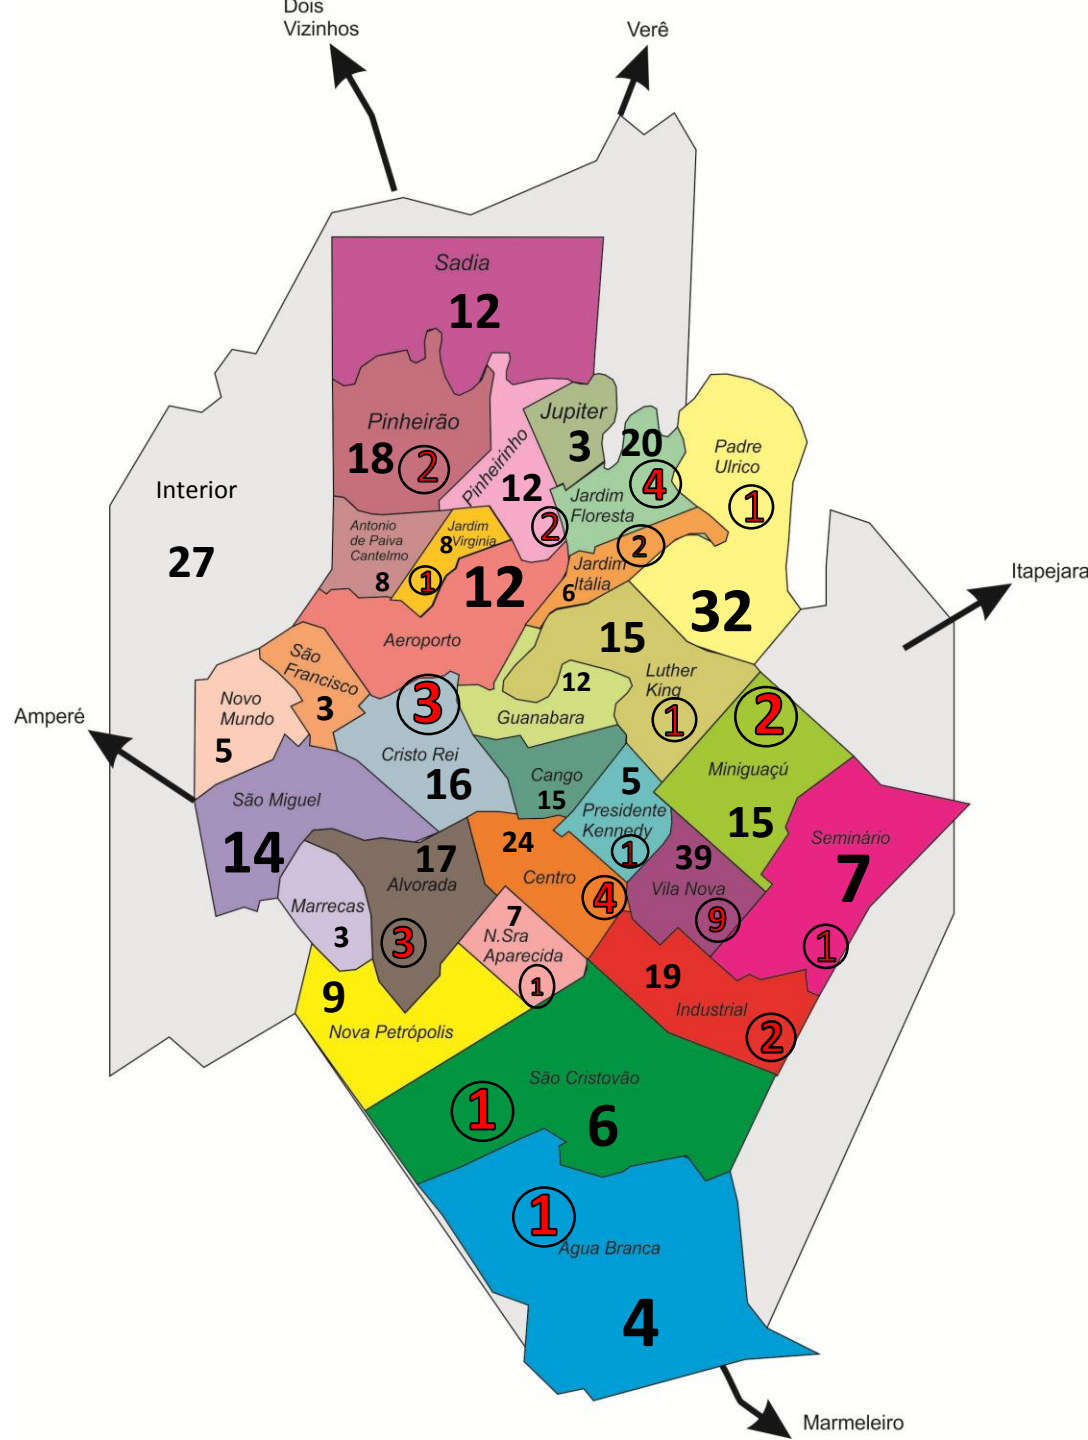 Dois
Vizinhos
Verê
Sadia
12
Pinheirão
18 2
Pinheirinho
12
2
Jupiter
3
20
4
Jardim
Floresta
Padre
Ulrico
1
32
Interior
27
Antonio
de Paiva
Cantelmo
8
Jardim
Virginia
8
1
12
Aeroporto
2
Jardim
Itália
6
Itapejara
15
Luther
King
1
São
Francisco
3
Novo
Mundo
5
Amperé
3
Cristo Rei
16
12
Guanabara
2
Miniguaçú
15
Cango
15
5
Presidente
Kennedy
1
São Miguel
14
17
Alvorada
3
24
Centro
4
39
Vila Nova
9
Seminário
7
1
Marrecas
3
7
N.Sra
Aparecida
1
19
Industrial
2
9
Nova Petrópolis
São Cristovão
1
6
1
Agua Branca
4
Marmeleiro